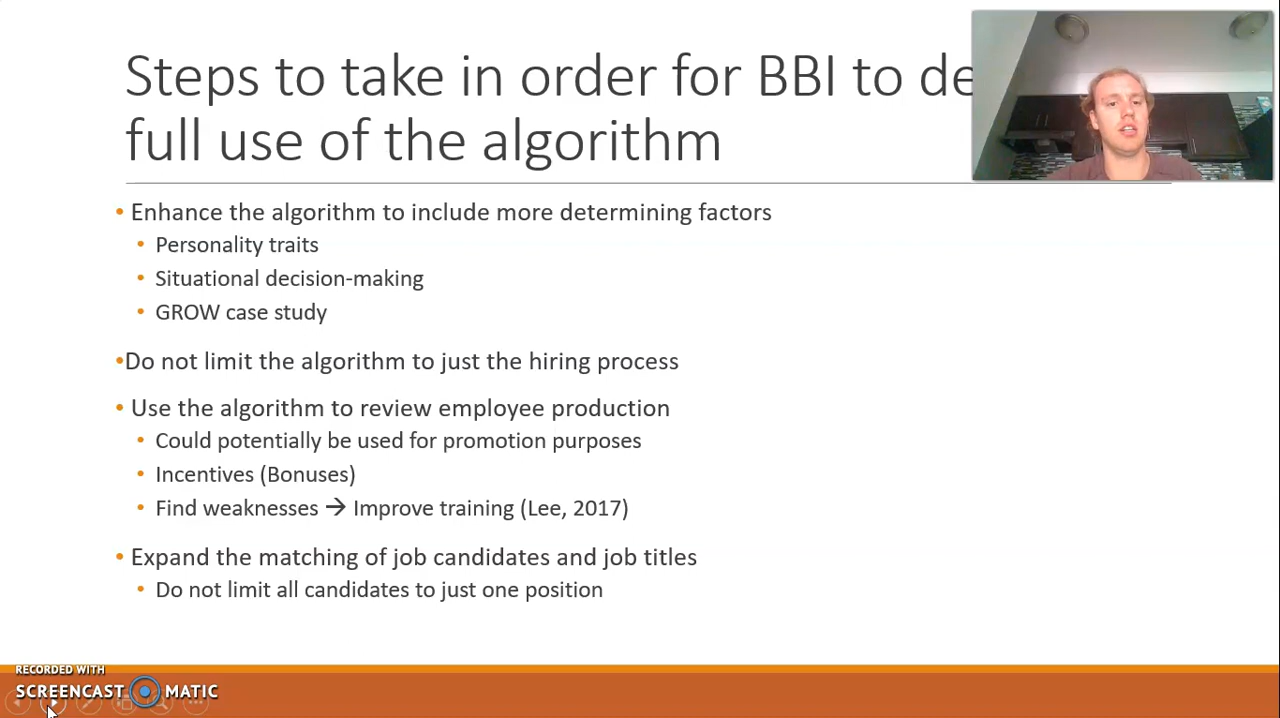 Steps to take in order for BBI to de
full use of the algorithm
• Enhance the algorithm to include more determining factors
• Personality traits
• Situational decision-making
• GROW case study
•Do not limit the algorithm to just the hiring process
• Use the algorithm to review employee production
• Could potentially be used for promotion purposes
• Incentives (Bonuses)
• Find weaknesses → Improve training (Lee, 2017)
• Expand the matching of job candidates and job titles
• Do not limit all candidates to just one position
RECORDED WITH
SCREENCAST MATIC